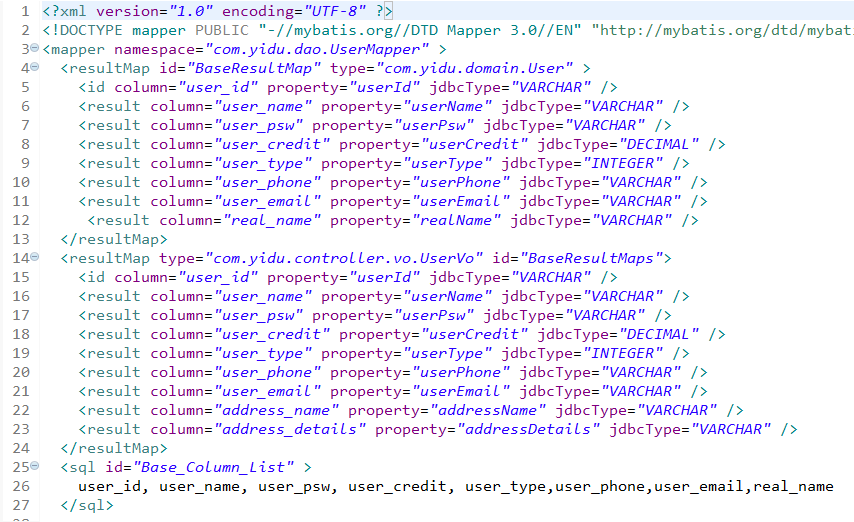 1 <?xml version="1.0" encoding="UTF-8" ?>
2 <!DOCTYPE mapper PUBLIC "-//mybatis.org//DTD Mapper 3.0//EN" "http://mybatis.org/dtd/mybat
3 <mapper namespace="com.yidu.dao.UserMapper" >
4   <resultMap id="BaseResultMap" type="com.yidu.domain.User" >
5     <id column="user_id" property="userId" jdbcType="VARCHAR" />
6     <result column="user_name" property="userName" jdbcType="VARCHAR" />
7     <result column="user_psw" property="userPsw" jdbcType="VARCHAR" />
8     <result column="user_credit" property="userCredit" jdbcType="DECIMAL" />
9     <result column="user_type" property="userType" jdbcType="INTEGER" />
10     <result column="user_phone" property="userPhone" jdbcType="VARCHAR" />
11     <result column="user_email" property="userEmail" jdbcType="VARCHAR" />
12      <result column="real_name" property="realName" jdbcType="VARCHAR" />
13   </resultMap>
14   <resultMap type="com.yidu.controller.vo.UserVo" id="BaseResultMaps">
15     <id column="user_id" property="userId" jdbcType="VARCHAR" />
16     <result column="user_name" property="userName" jdbcType="VARCHAR" />
17     <result column="user_psw" property="userPsw" jdbcType="VARCHAR" />
18     <result column="user_credit" property="userCredit" jdbcType="DECIMAL" />
19     <result column="user_type" property="userType" jdbcType="INTEGER" />
20     <result column="user_phone" property="userPhone" jdbcType="VARCHAR" />
21     <result column="user_email" property="userEmail" jdbcType="VARCHAR" />
22     <result column="address_name" property="addressName" jdbcType="VARCHAR" />
23     <result column="address_details" property="addressDetails" jdbcType="VARCHAR" />
24   </resultMap>
25   <sql id="Base_Column_List" >
26     user_id, user_name, user_psw, user_credit, user_type,user_phone,user_email,real_name
27   </sql>